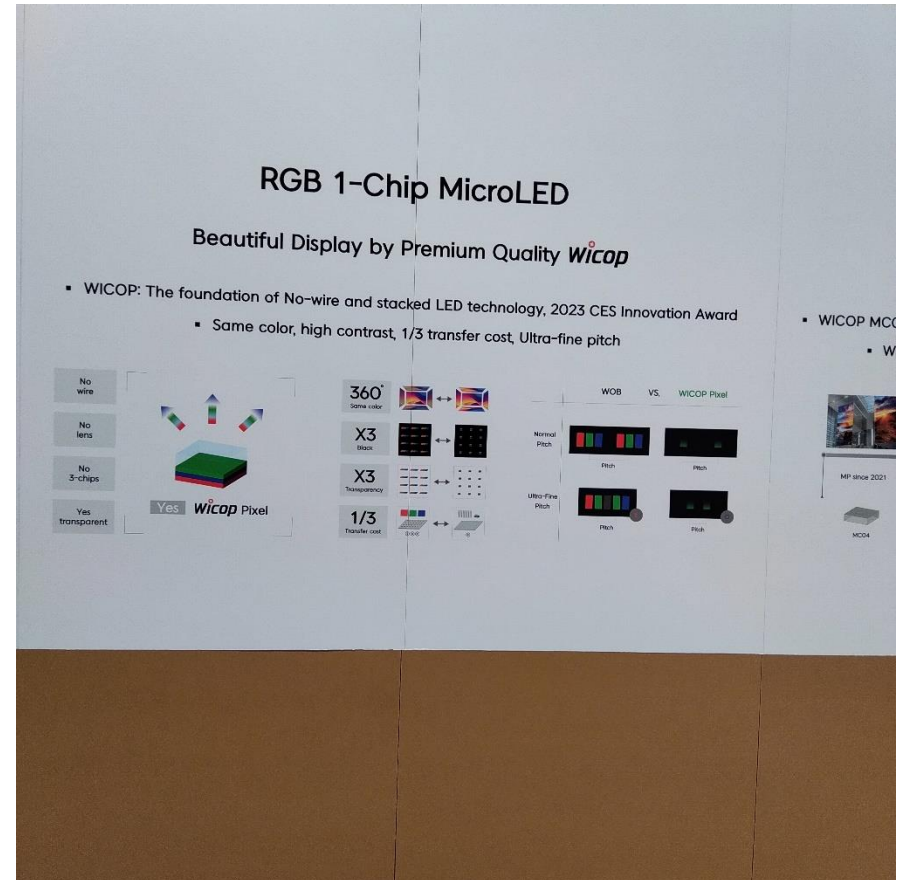 RGB 1-Chip MicroLED
Beautiful Display by Premium Quality Wicop
▪ WICOP: The foundation of No-wire and stacked LED technology, 2023 CES Innovation Award
▪ Same color, high contrast, 1/3 transfer cost, Ultra-fine pitch
No
wire
No
lens
No
3-chips
Yes
transparent
Yes Wicop Pixel
360°
Same color
X3
Black
X3
Transparency
1/3
Transfer cost
WOB VS. WICOP Pixel
Normal
Pitch
Pitch Pitch
Ultra-Fine
Pitch
Pitch Pitch
▪ WICOP MC
▪ W
MP since 2021
MC04